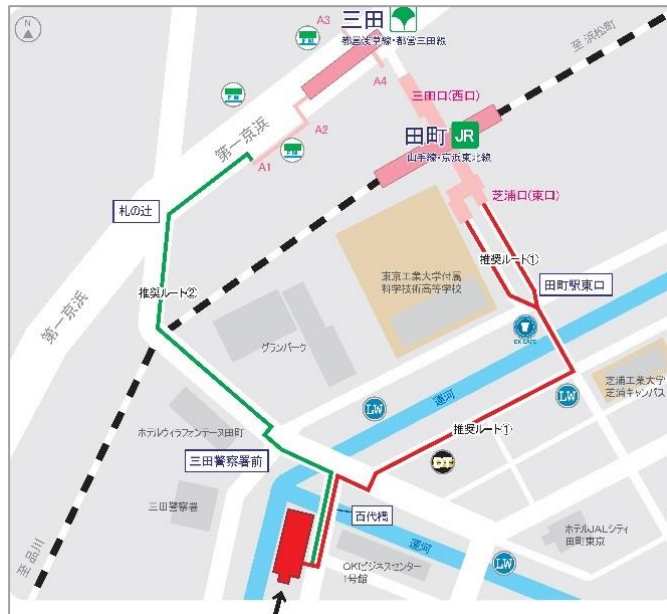 N
三田
都営浅草線・都営三田線
A3
A4
至 浜松町
三田口(西口)
第一京浜
A2
A1
田町 JR
山手線・京浜東北線
芝浦口(東口)
札の辻
推奨ルート①
田町駅東口
東京工業大学付属
科学技術高等学校
推奨ルート②
第一京浜
グランパーク
運河
芝浦工業大学
芝浦キャンパス
LW
LW
ホテルヴィラフォンテーヌ田町
推奨ルート①
三田警察署前
三田警察署
百代橋
運河
ホテルJALシティ
田町東京
至 品川
OKIビジネスセンター
1号館
LW